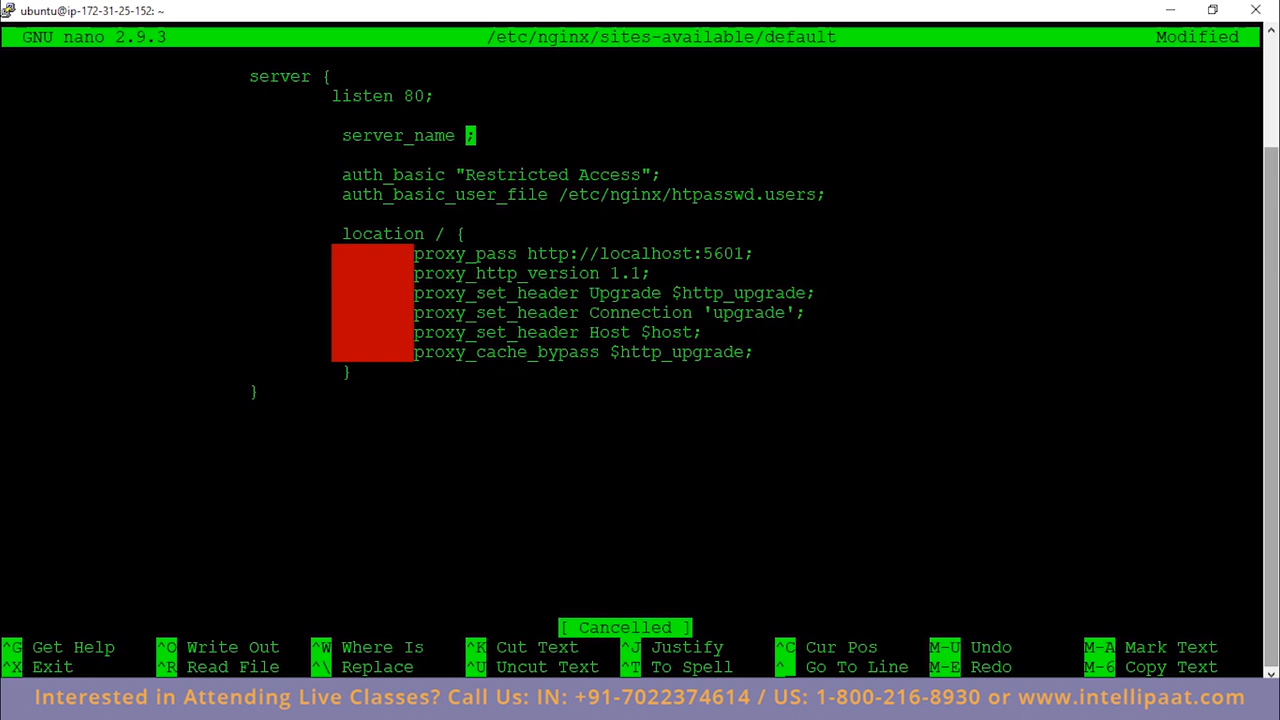 ubuntu@ip-172-31-25-152: ~
GNU nano 2.9.3 /etc/nginx/sites-available/default Modified
server {
listen 80;
server_name ;
auth_basic "Restricted Access";
auth_basic_user_file /etc/nginx/htpasswd.users;
location / {
proxy_pass http://localhost:5601;
proxy_http_version 1.1;
proxy_set_header Upgrade $http_upgrade;
proxy_set_header Connection 'upgrade';
proxy_set_header Host $host;
proxy_cache_bypass $http_upgrade;
}
}
[ Cancelled ]
^G Get Help ^O Write Out ^W Where Is ^K Cut Text ^J Justify ^C Cur Pos M-U Undo M-A Mark Text
^X Exit ^R Read File ^\ Replace ^U Uncut Text ^T To Spell ^_ Go To Line M-E Redo M-6 Copy Text
Interested in Attending Live Classes? Call Us: IN: +91-7022374614 / US: 1-800-216-8930 or www.intellipaat.com